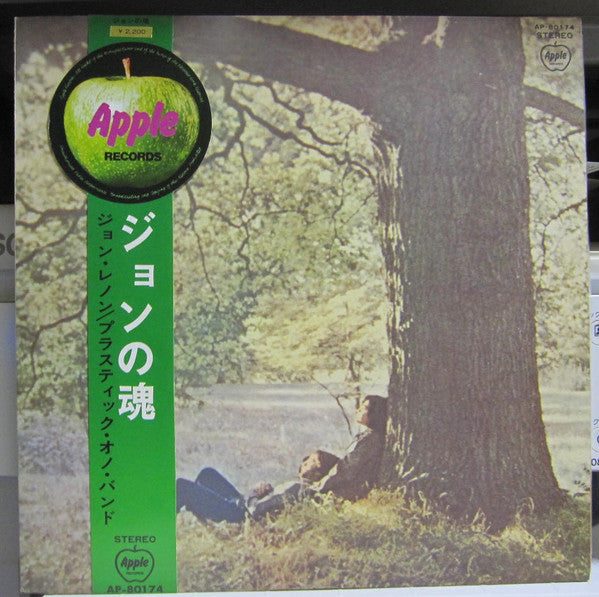 ジョンの魂
¥2,200
Apple
RECORDS
ジョンの魂
ジョン・レノン/プラスティック・オノ・バンド
STEREO
Apple
RECORDS
AP-80174
AP-80174
STEREO
Apple
RECORDS